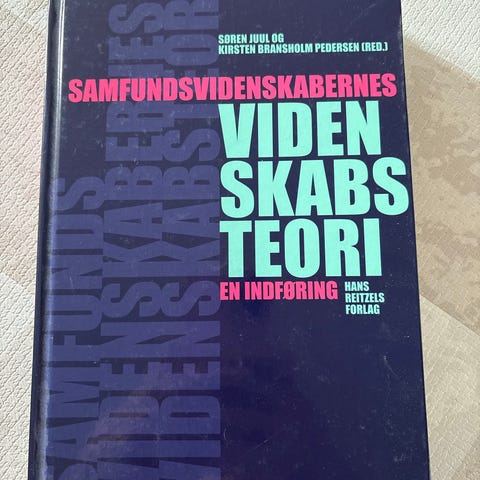 SØREN JUUL OG
KIRSTEN BRANSHOLM PEDERSEN (RED.)
SAMFUNDSVIDENSKABERNES
VIDEN
SKABS
TEORI
EN INDFØRING
HANS
REITZELS
FORLAG